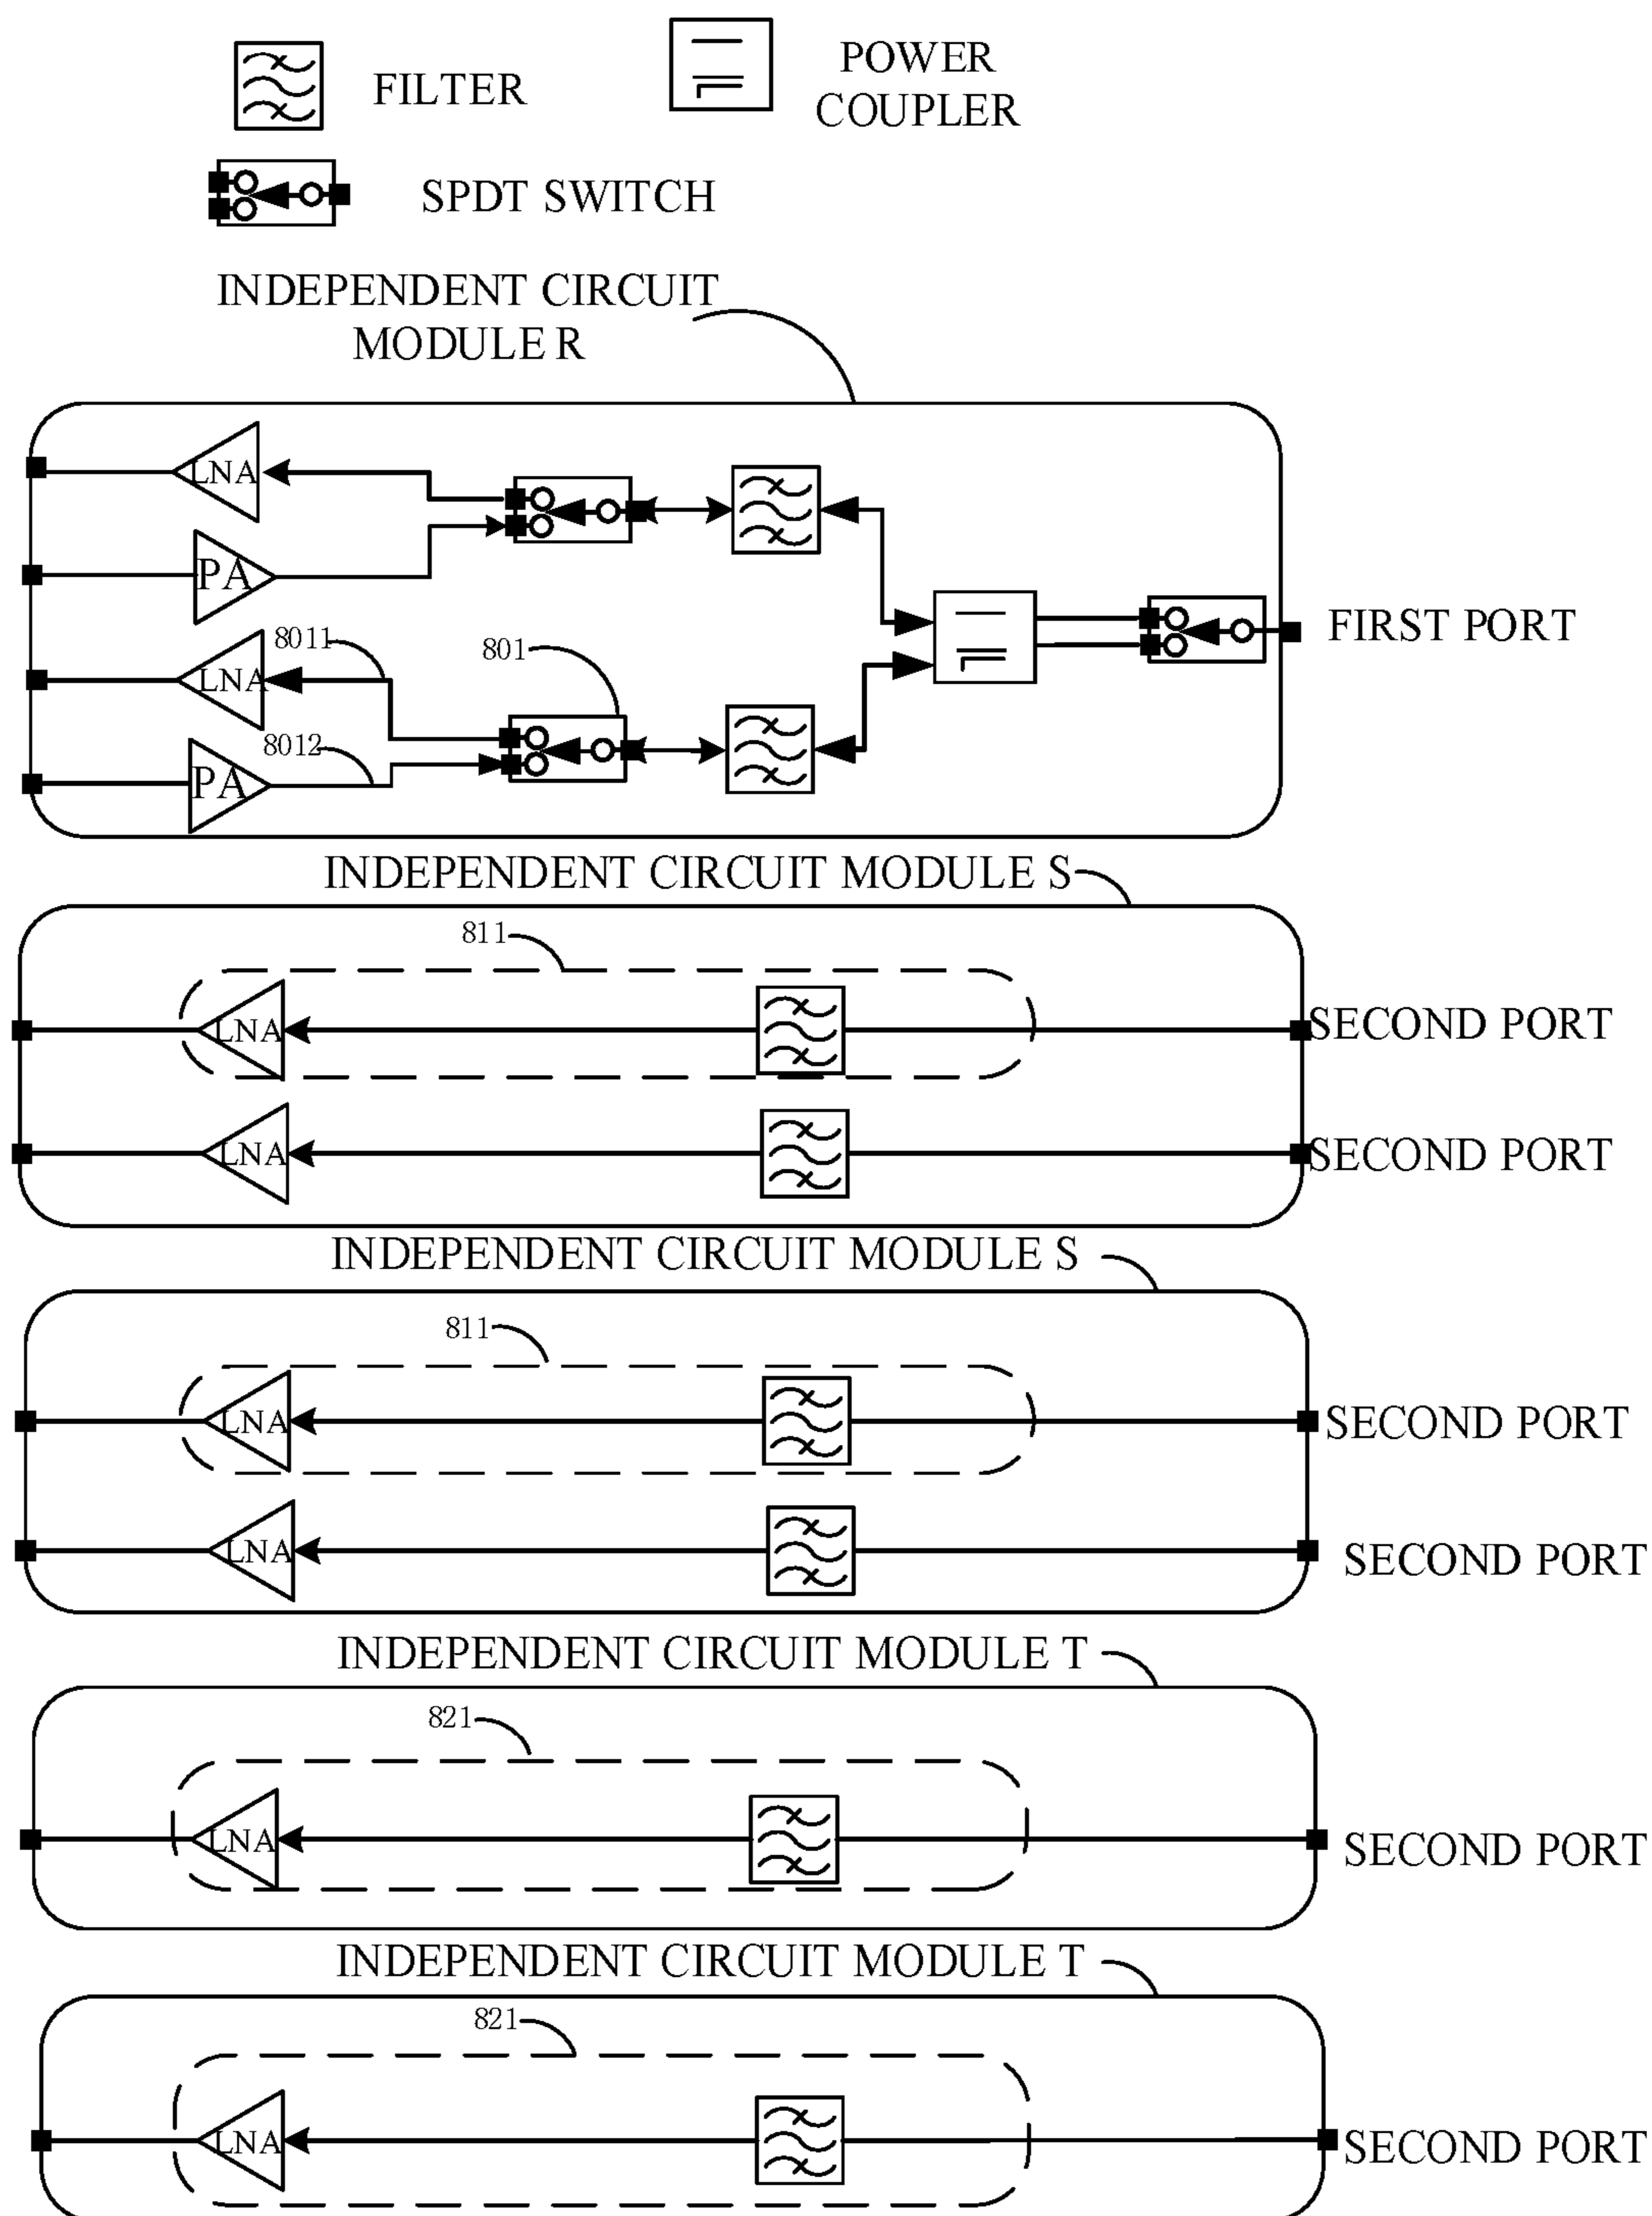 FILTER
POWER
COUPLER
SPDT SWITCH
INDEPENDENT CIRCUIT
MODULE R
LNA
PA
FIRST PORT
8011
801
LNA
8012
PA
INDEPENDENT CIRCUIT MODULE S
811
LNA
SECOND PORT
LNA
SECOND PORT
INDEPENDENT CIRCUIT MODULE S
811
LNA
SECOND PORT
LNA
SECOND PORT
INDEPENDENT CIRCUIT MODULE T
821
LNA
SECOND PORT
INDEPENDENT CIRCUIT MODULE T
821
LNA
SECOND PORT